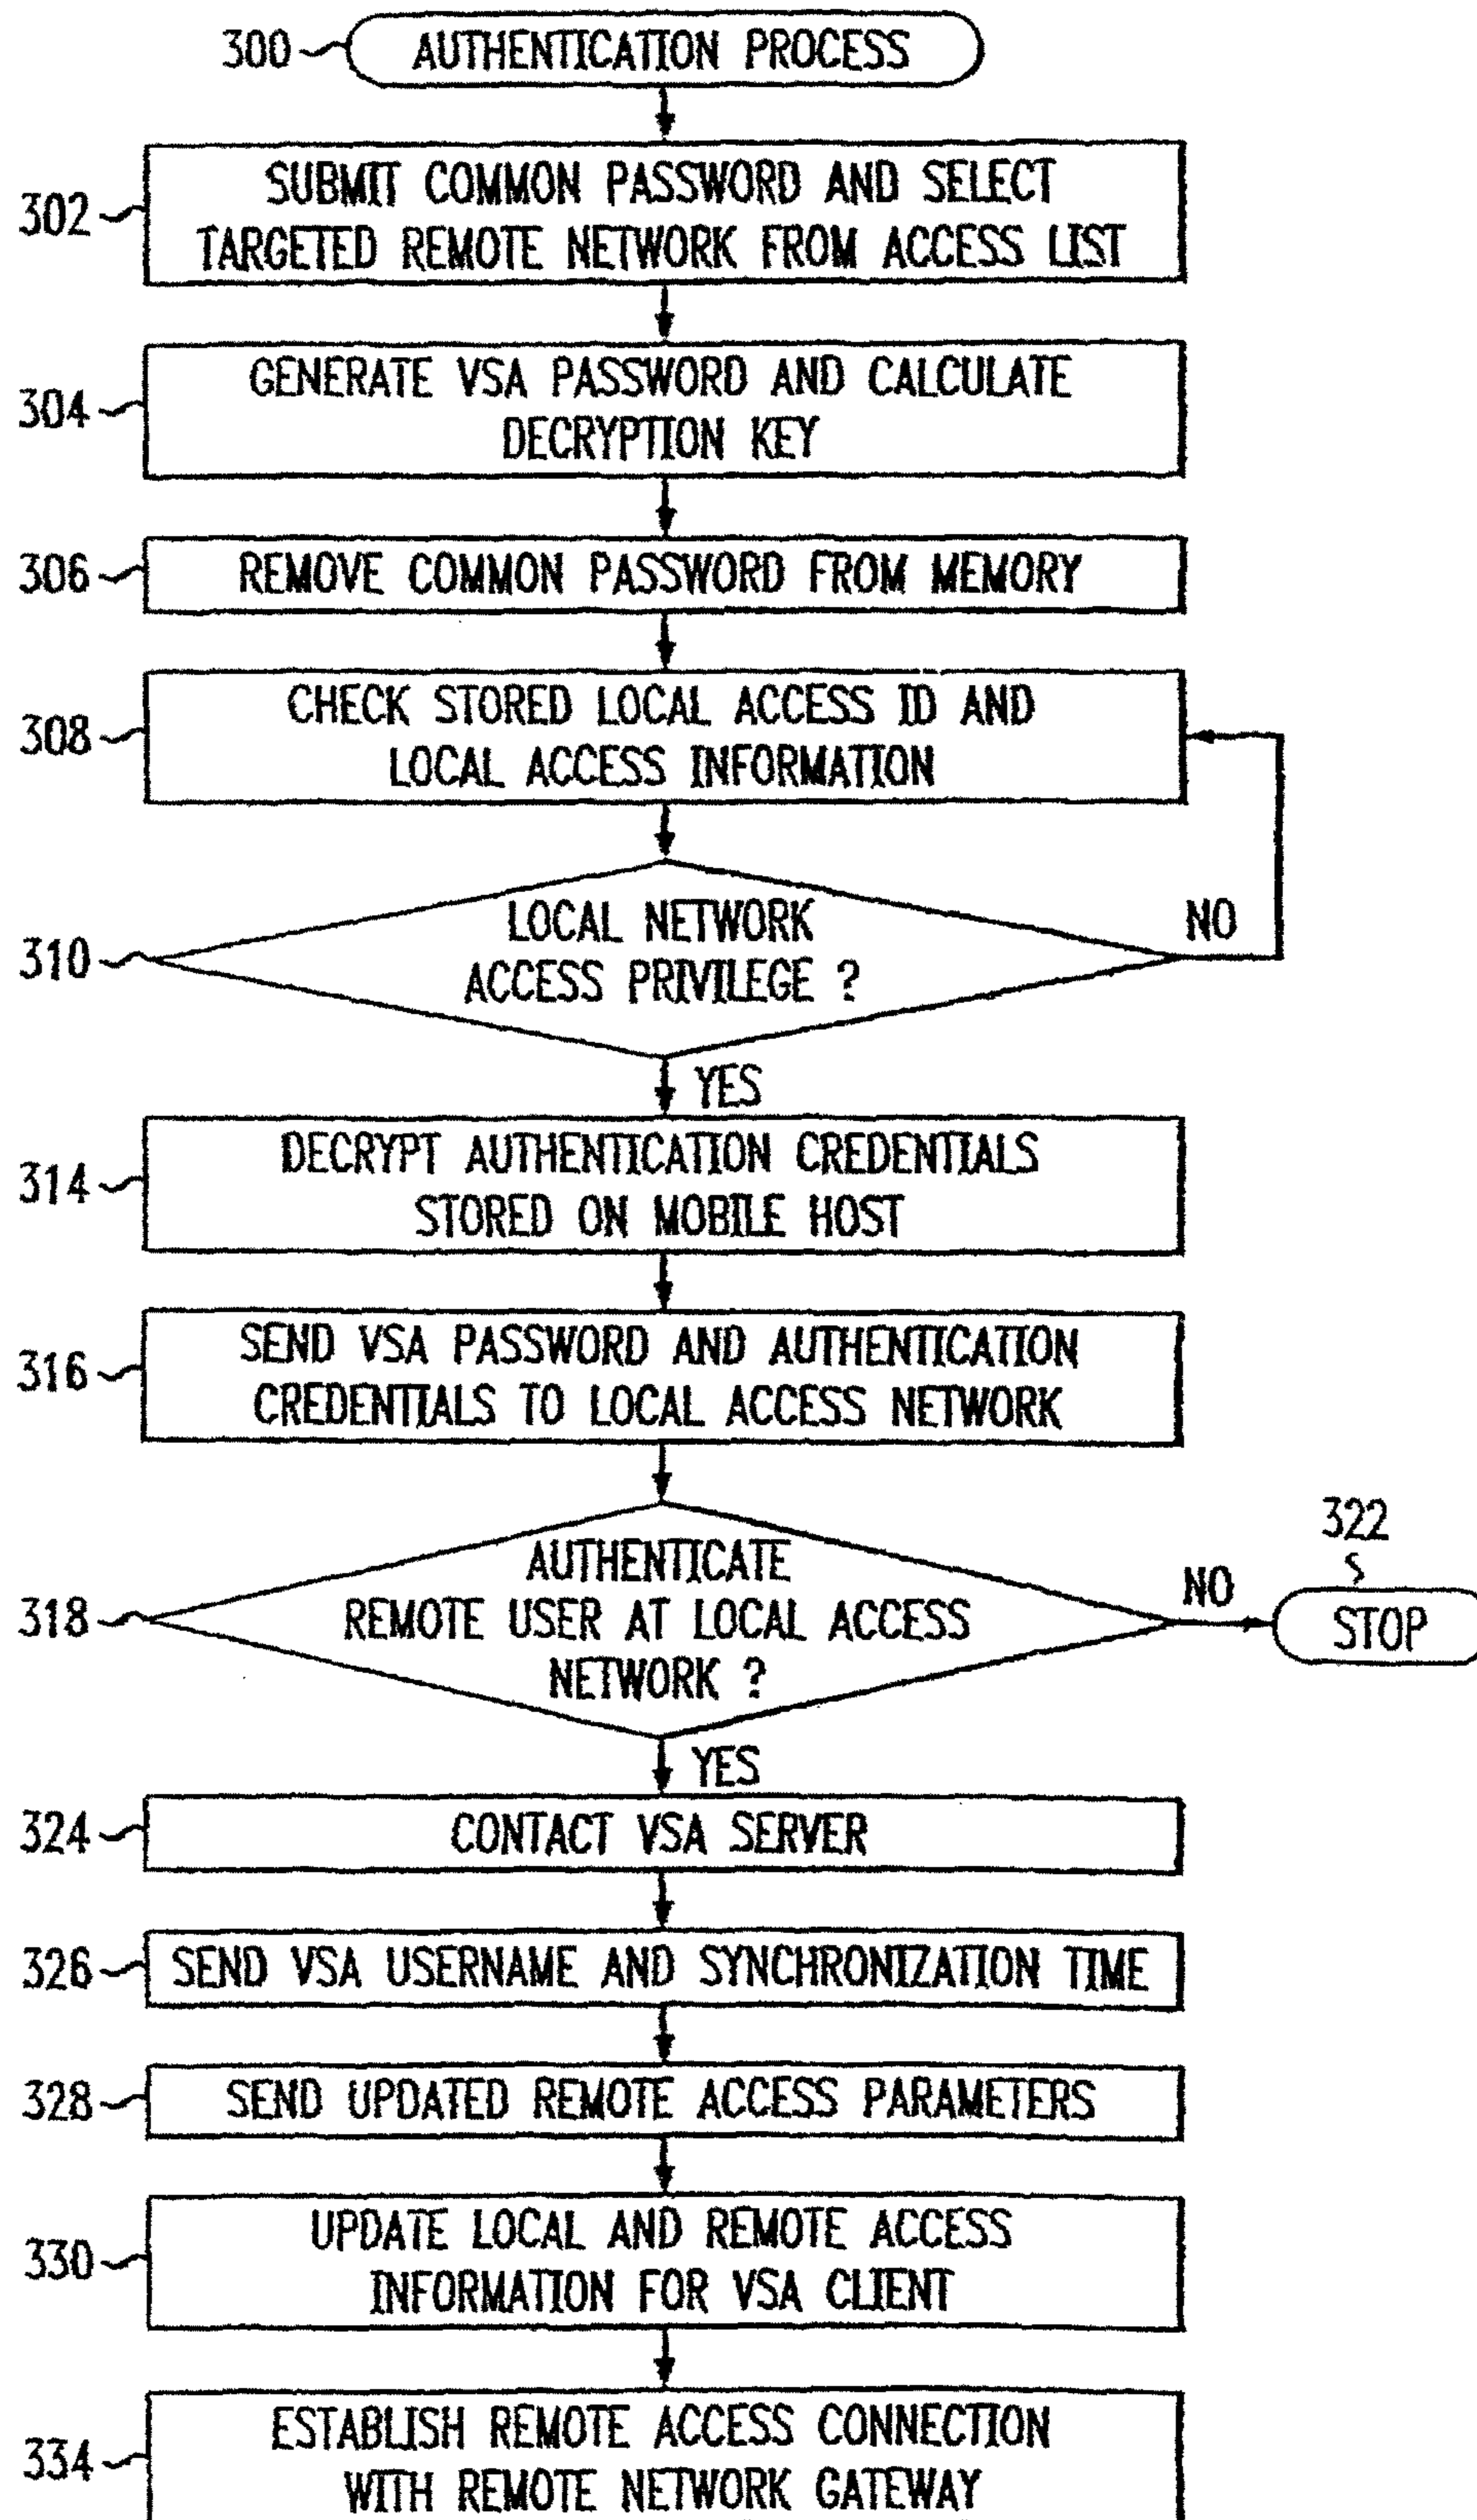 300
AUTHENTICATION PROCESS
302
SUBMIT COMMON PASSWORD AND SELECT
TARGETED REMOTE NETWORK FROM ACCESS LIST
304
GENERATE VSA PASSWORD AND CALCULATE
DECRYPTION KEY
306
REMOVE COMMON PASSWORD FROM MEMORY
308
CHECK STORED LOCAL ACCESS ID AND
LOCAL ACCESS INFORMATION
310
LOCAL NETWORK
ACCESS PRIVILEGE ?
NO
YES
314
DECRYPT AUTHENTICATION CREDENTIALS
STORED ON MOBILE HOST
316
SEND VSA PASSWORD AND AUTHENTICATION
CREDENTIALS TO LOCAL ACCESS NETWORK
318
AUTHENTICATE
REMOTE USER AT LOCAL ACCESS
NETWORK ?
NO
322
STOP
YES
324
CONTACT VSA SERVER
326
SEND VSA USERNAME AND SYNCHRONIZATION TIME
328
SEND UPDATED REMOTE ACCESS PARAMETERS
330
UPDATE LOCAL AND REMOTE ACCESS
INFORMATION FOR VSA CLIENT
334
ESTABLISH REMOTE ACCESS CONNECTION
WITH REMOTE NETWORK GATEWAY